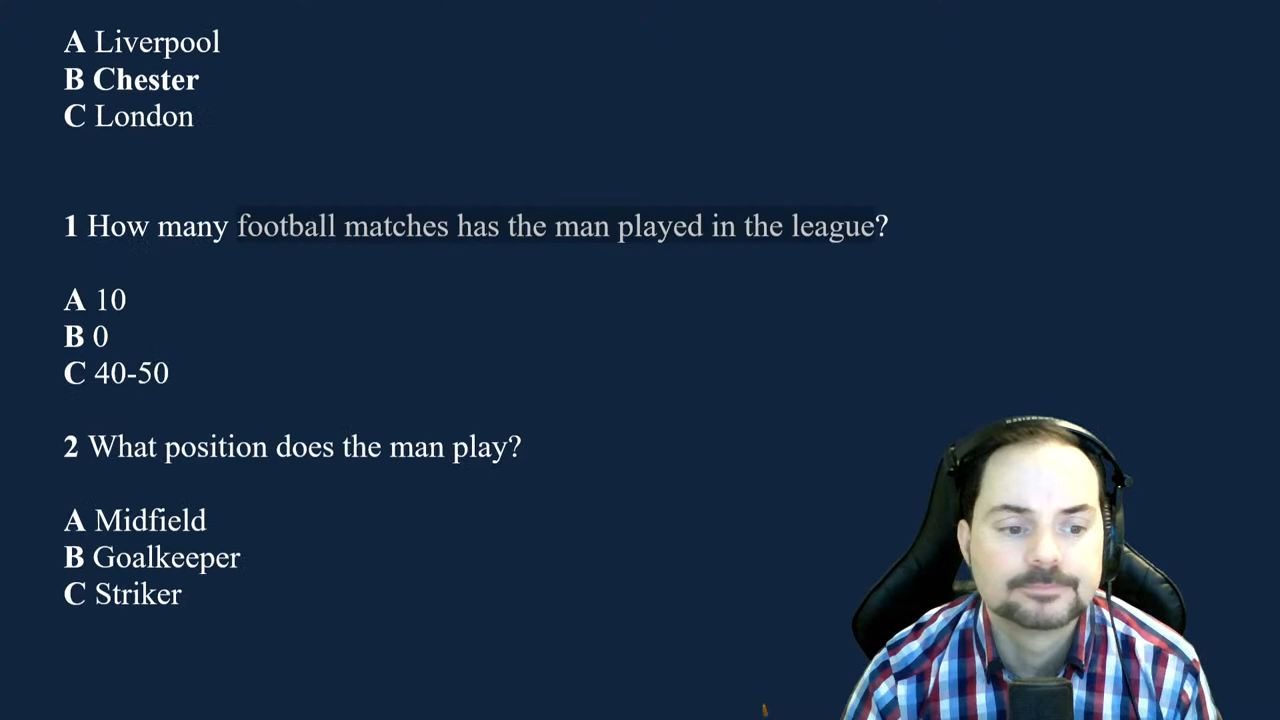 A Liverpool
B Chester
C London
1 How many football matches has the man played in the league?
A 10
B 0
C 40-50
2 What position does the man play?
A Midfield
B Goalkeeper
C Striker